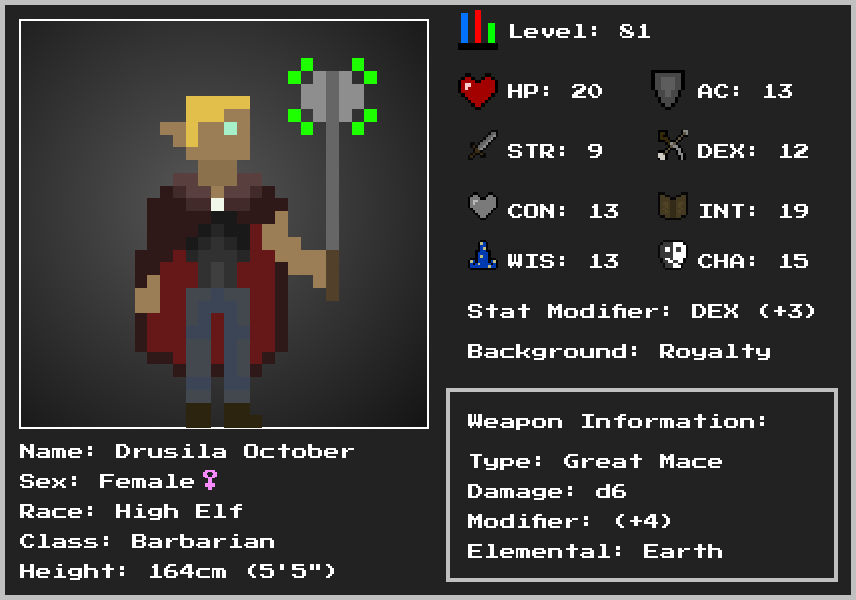 Level: 81
HP: 20
AC: 13
STR: 9
DEX: 12
CON: 13
INT: 19
WIS: 13
CHA: 15
Stat Modifier: DEX (+3)
Background: Royalty
Weapon Information:
Type: Great Mace
Damage: d6
Modifier: (+4)
Elemental: Earth
Name: Drusila October
Sex: Female♀
Race: High Elf
Class: Barbarian
Height: 164cm (5'5")